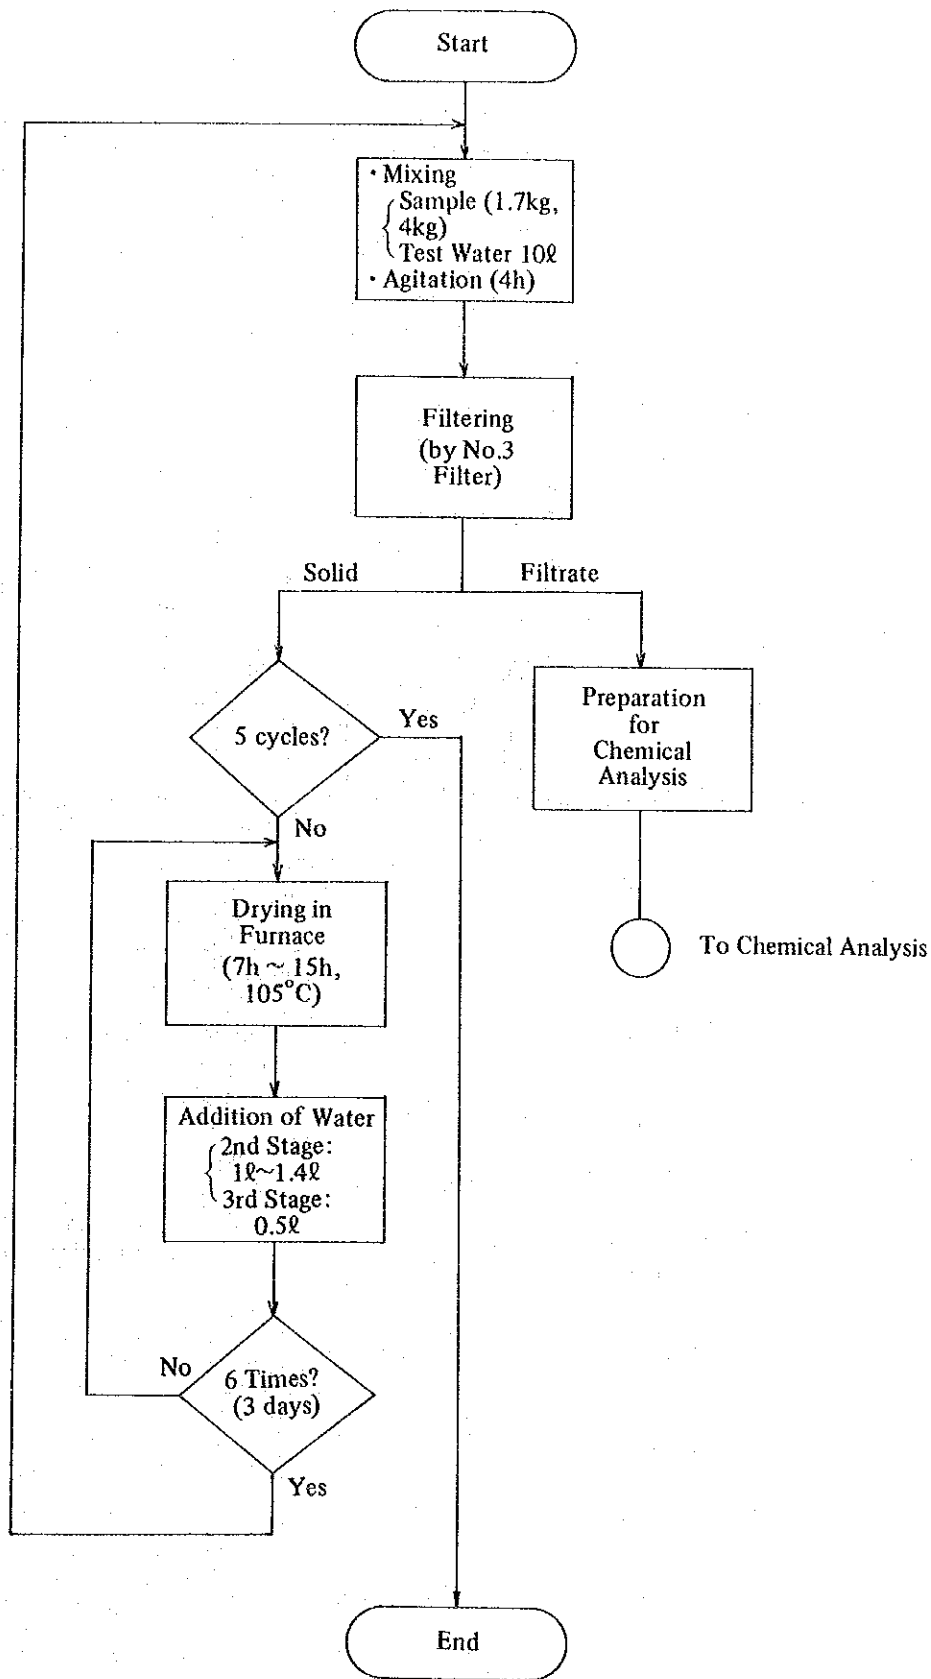 Start
· Mixing
Sample (1.7kg,
4kg)
Test Water 10ℓ
· Agitation (4h)
Filtering
(by No.3
Filter)
Solid
Filtrate
5 cycles?
Yes
No
Preparation
for
Chemical
Analysis
To Chemical Analysis
Drying in
Furnace
(7h ~ 15h,
105°C)
Addition of Water
2nd Stage:
1ℓ~1.4ℓ
3rd Stage:
0.5ℓ
No
6 Times?
(3 days)
Yes
End